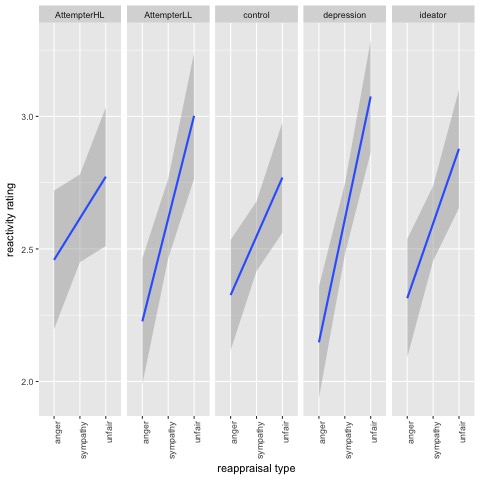 AttempterHL AttempterLL control depression ideator
reactivity rating
3.0
2.5
2.0
anger sympathy unfair anger sympathy unfair anger sympathy unfair anger sympathy unfair anger sympathy unfair
reappraisal type